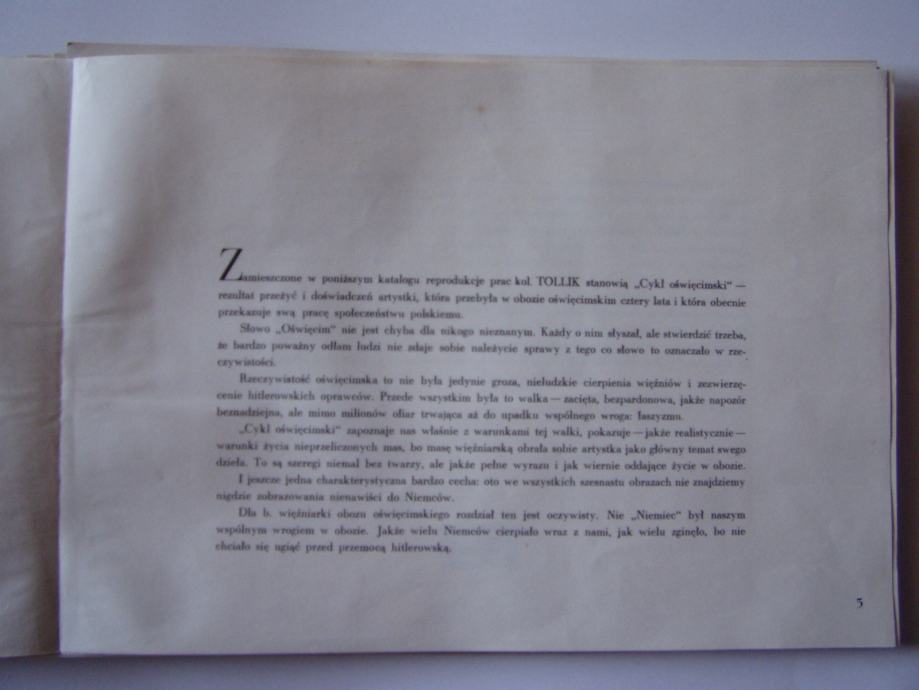 Zamieszczone w poniższym katalogu reprodukcje prac kol. TOLLIK stanowią „Cykl oświęcimski“ —
rezultat przeżyć i doświadczeń artystki, która przebyła w obozie oświęcimskim cztery lata i która obecnie
przekazuje swą pracę społeczeństwu polskiemu.
Słowo „Oświęcim“ nie jest chyba dla nikogo nieznanym. Każdy o nim słyszał, ale stwierdzić trzeba,
że bardzo poważny odłam ludzi nie zdaje sobie należycie sprawy z tego co słowo to oznaczało w rze-
czywistości.
Rzeczywistość oświęcimska to nie była jedynie groza, nieludzkie cierpienia więźniów i zezwierzę-
cenie hitlerowskich oprawców. Przede wszystkim była to walka — zacięta, bezpardonowa, jakże napozór
beznadziejna, ale mimo milionów ofiar trwająca aż do upadku wspólnego wroga: faszyzmu.
„Cykl oświęcimski“ zapoznaje nas właśnie z warunkami tej walki, pokazuje — jakże realistycznie —
warunki życia nieprzeliczonych mas, bo masę więźniarską obrała sobie artystka jako główny temat swego
dzieła. To są szeregi niemal bez twarzy, ale jakże pełne wyrazu i jak wiernie oddające życie w obozie.
I jeszcze jedna charakterystyczna bardzo cecha: oto we wszystkich szesnastu obrazach nie znajdziemy
nigdzie zobrazowania nienawiści do Niemców.
Dla b. więźniarki obozu oświęcimskiego rozdział ten jest oczywisty. Nie „Niemiec“ był naszym
wspólnym wrogiem w obozie. Jakże wielu Niemców cierpiało wraz z nami, jak wielu zginęło, bo nie
chciało się ugiąć przed przemocą hitlerowską.
5